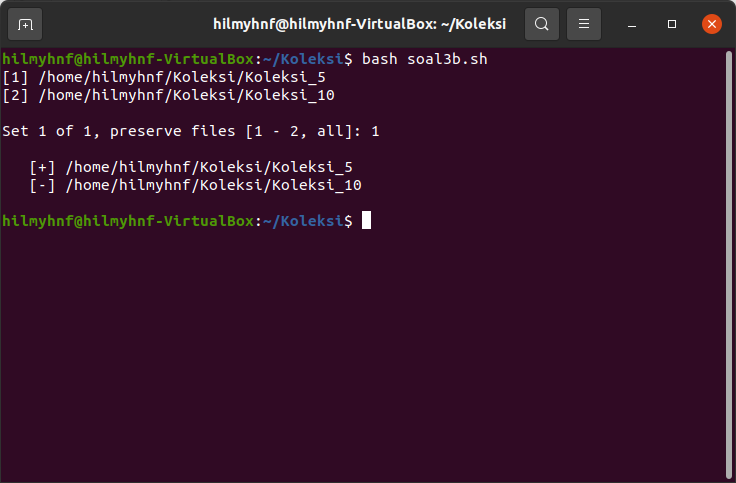 hilmyhnf@hilmyhnf-VirtualBox: ~/Koleksi
hilmyhnf@hilmyhnf-VirtualBox:~/Koleksi$ bash soal3b.sh
[1] /home/hilmyhnf/Koleksi/Koleksi_5
[2] /home/hilmyhnf/Koleksi/Koleksi_10
Set 1 of 1, preserve files [1 - 2, all]: 1
[+] /home/hilmyhnf/Koleksi/Koleksi_5
[-] /home/hilmyhnf/Koleksi/Koleksi_10
hilmyhnf@hilmyhnf-VirtualBox:~/Koleksi$